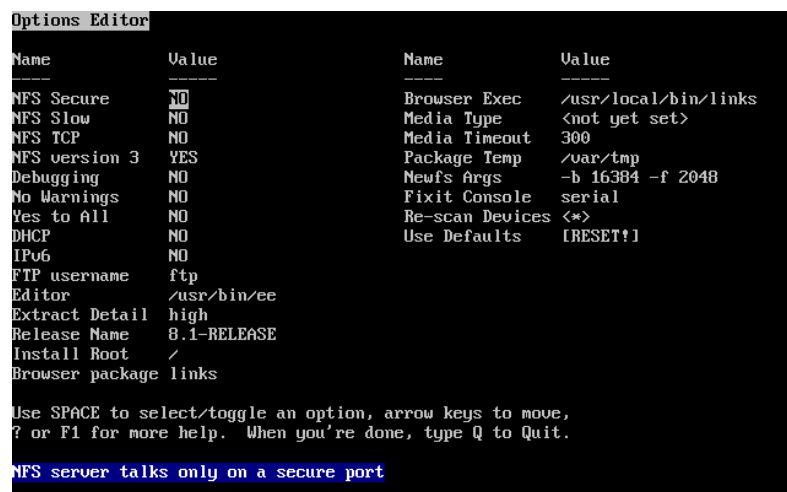 Options Editor
Name Value Name Value
---- ----- ---- -----
NFS Secure NO Browser Exec /usr/local/bin/links
NFS Slow NO Media Type <not yet set>
NFS TCP NO Media Timeout 300
NFS version 3 YES Package Temp /var/tmp
Debugging NO Newfs Args -b 16384 -f 2048
No Warnings NO Fixit Console serial
Yes to All NO Re-scan Devices <*>
DHCP NO Use Defaults [RESET!]
IPv6 NO
FTP username ftp
Editor /usr/bin/ee
Extract Detail high
Release Name 8.1-RELEASE
Install Root /
Browser package links
Use SPACE to select/toggle an option, arrow keys to move,
? or F1 for more help. When you're done, type Q to Quit.
NFS server talks only on a secure port